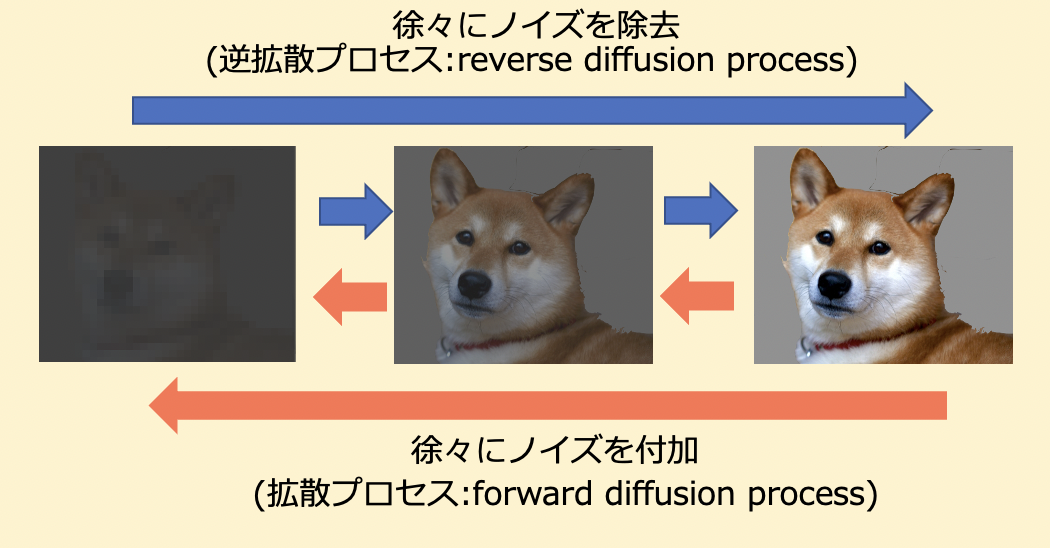 徐々にノイズを除去
(逆拡散プロセス:reverse diffusion process)
徐々にノイズを付加
(拡散プロセス:forward diffusion process)